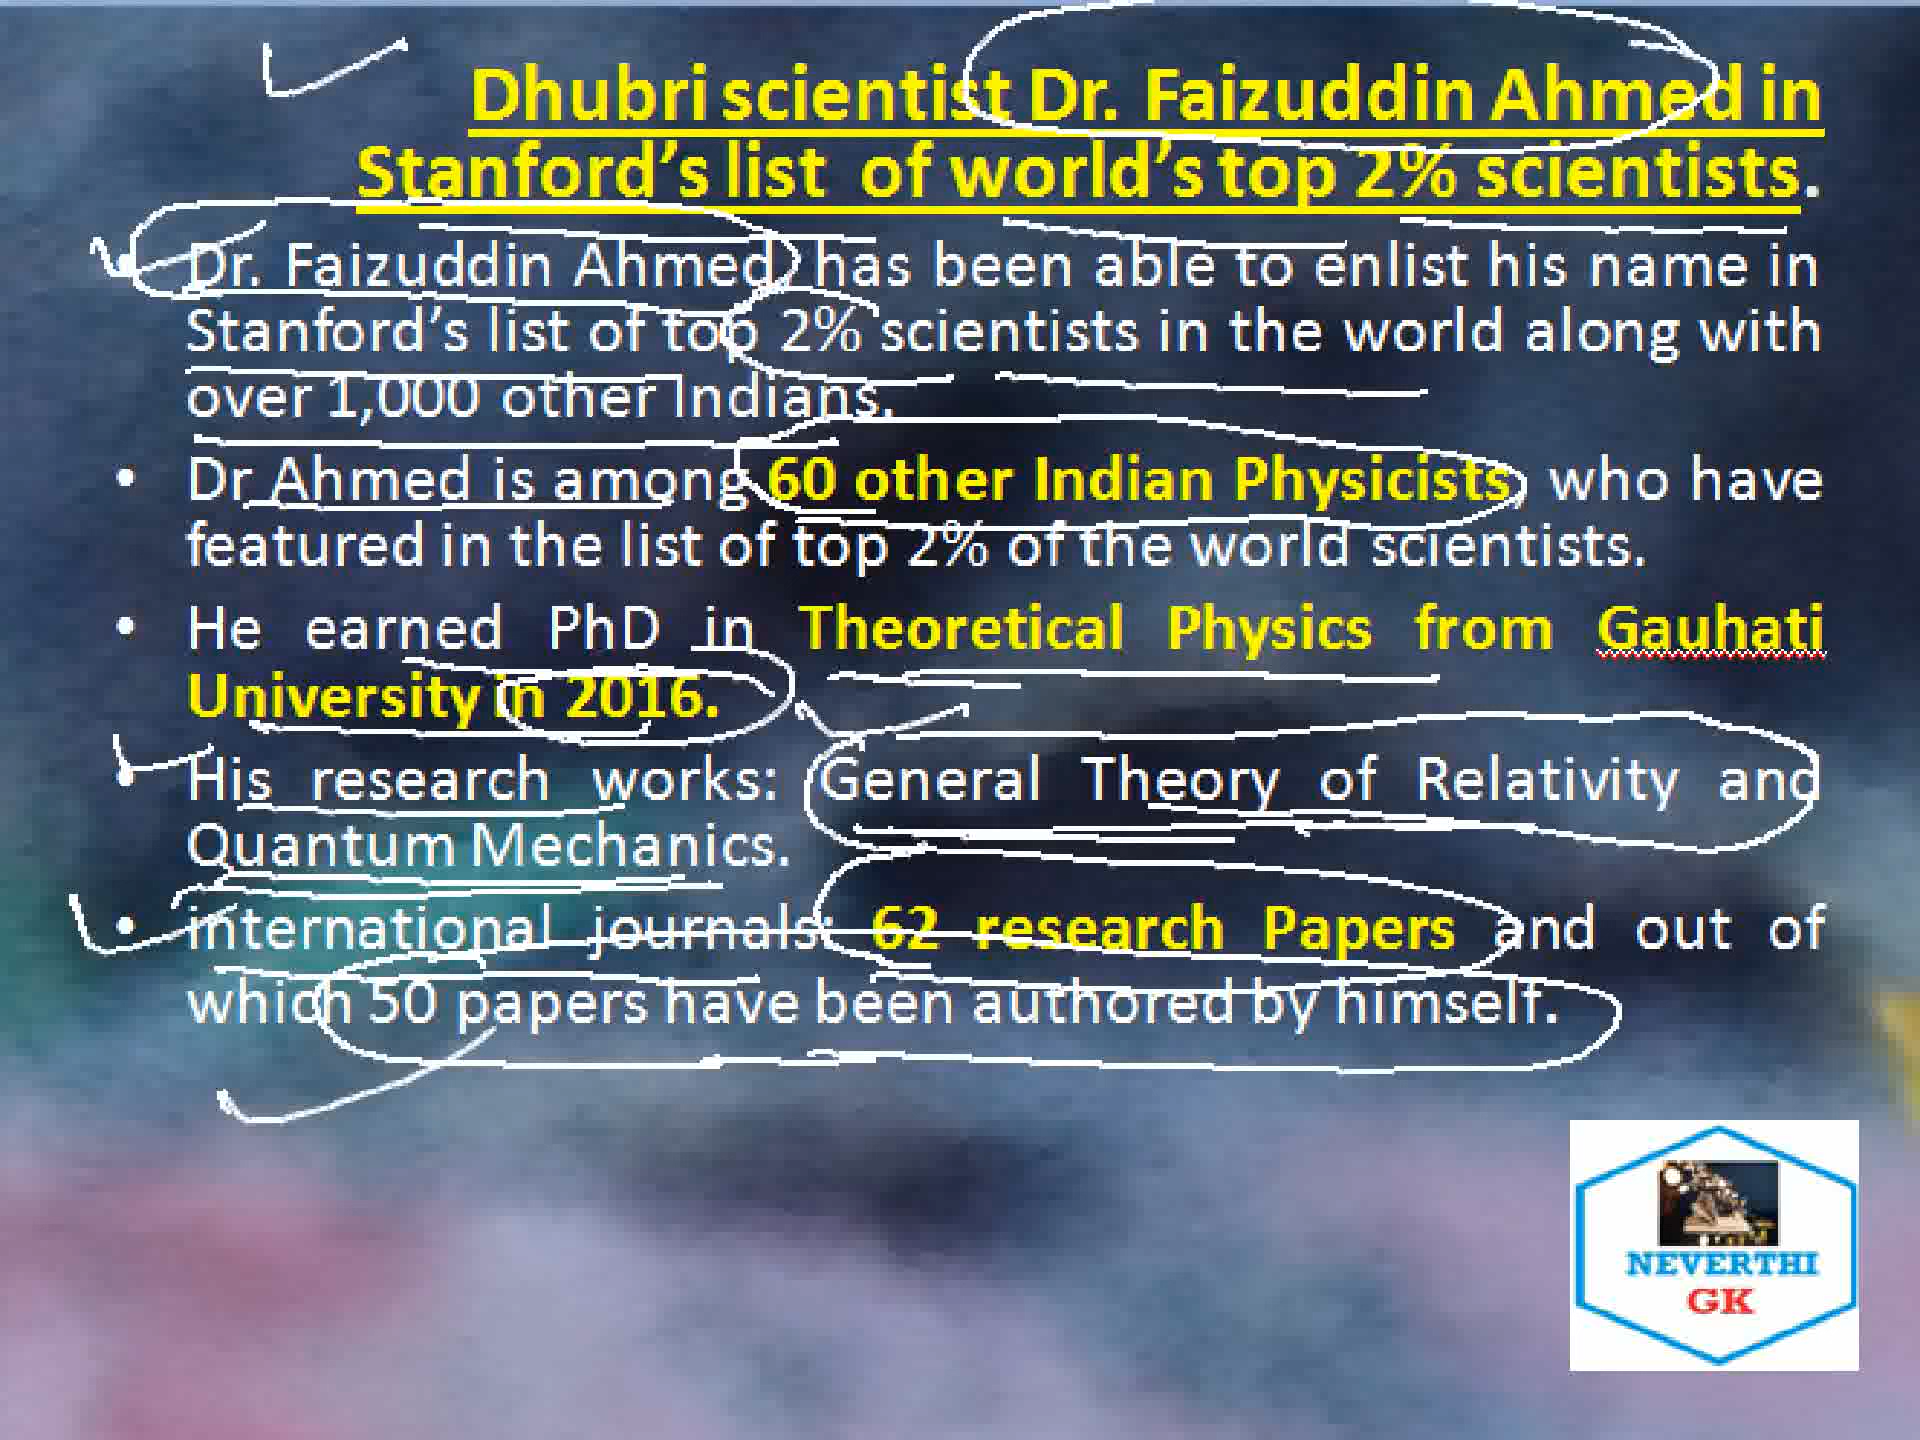 Dhubri scientist Dr. Faizuddin Ahmed in
Stanford's list of world's top 2% scientists.
• Dr. Faizuddin Ahmed, has been able to enlist his name in
Stanford's list of top 2% scientists in the world along with
over 1,000 other Indians.
• Dr Ahmed is among 60 other Indian Physicists, who have
featured in the list of top 2% of the world scientists.
• He earned PhD in Theoretical Physics from Gauhati
University in 2016.
• His research works: General Theory of Relativity and
Quantum Mechanics.
• international journals: 62 research Papers and out of
which 50 papers have been authored by himself.
NEVERTHI
GK